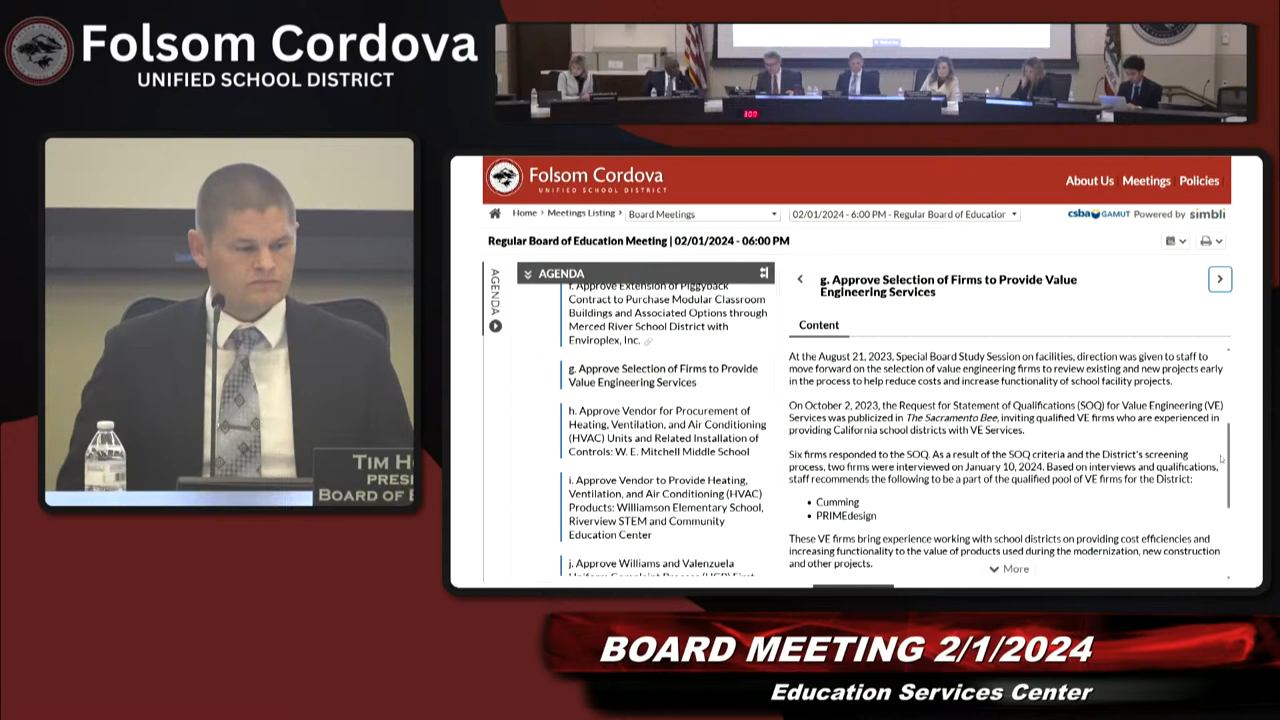 Folsom Cordova
UNIFIED SCHOOL DISTRICT
100
TIM
PRESI
BOARD OF
Folsom Cordova
UNIFIED SCHOOL DISTRICT
About Us Meetings Policies
Home > Meetings Listing > Board Meetings 02/01/2024 - 6:00 PM - Regular Board of Educatior
csba GAMUT Powered by simbli
Regular Board of Education Meeting | 02/01/2024 - 06:00 PM
AGENDA
AGENDA
f. Approve Extension of Piggyback
Contract to Purchase Modular Classroom
Buildings and Associated Options through
Merced River School District with
Enviroplex, Inc.
g. Approve Selection of Firms to Provide
Value Engineering Services
h. Approve Vendor for Procurement of
Heating, Ventilation, and Air Conditioning
(HVAC) Units and Related Installation of
Controls: W. E. Mitchell Middle School
i. Approve Vendor to Provide Heating,
Ventilation, and Air Conditioning (HVAC)
Products: Williamson Elementary School,
Riverview STEM and Community
Education Center
j. Approve Williams and Valenzuela
g. Approve Selection of Firms to Provide Value
Engineering Services
Content
At the August 21, 2023, Special Board Study Session on facilities, direction was given to staff to
move forward on the selection of value engineering firms to review existing and new projects early
in the process to help reduce costs and increase functionality of school facility projects.
On October 2, 2023, the Request for Statement of Qualifications (SOQ) for Value Engineering (VE)
Services was publicized in The Sacramento Bee, inviting qualified VE firms who are experienced in
providing California school districts with VE Services.
Six firms responded to the SOQ. As a result of the SOQ criteria and the District's screening
process, two firms were interviewed on January 10, 2024. Based on interviews and qualifications,
staff recommends the following to be a part of the qualified pool of VE firms for the District:
• Cumming
• PRIMEdesign
These VE firms bring experience working with school districts on providing cost efficiencies and
increasing functionality to the value of products used during the modernization, new construction
and other projects.
More
BOARD MEETING 2/1/2024
Education Services Center